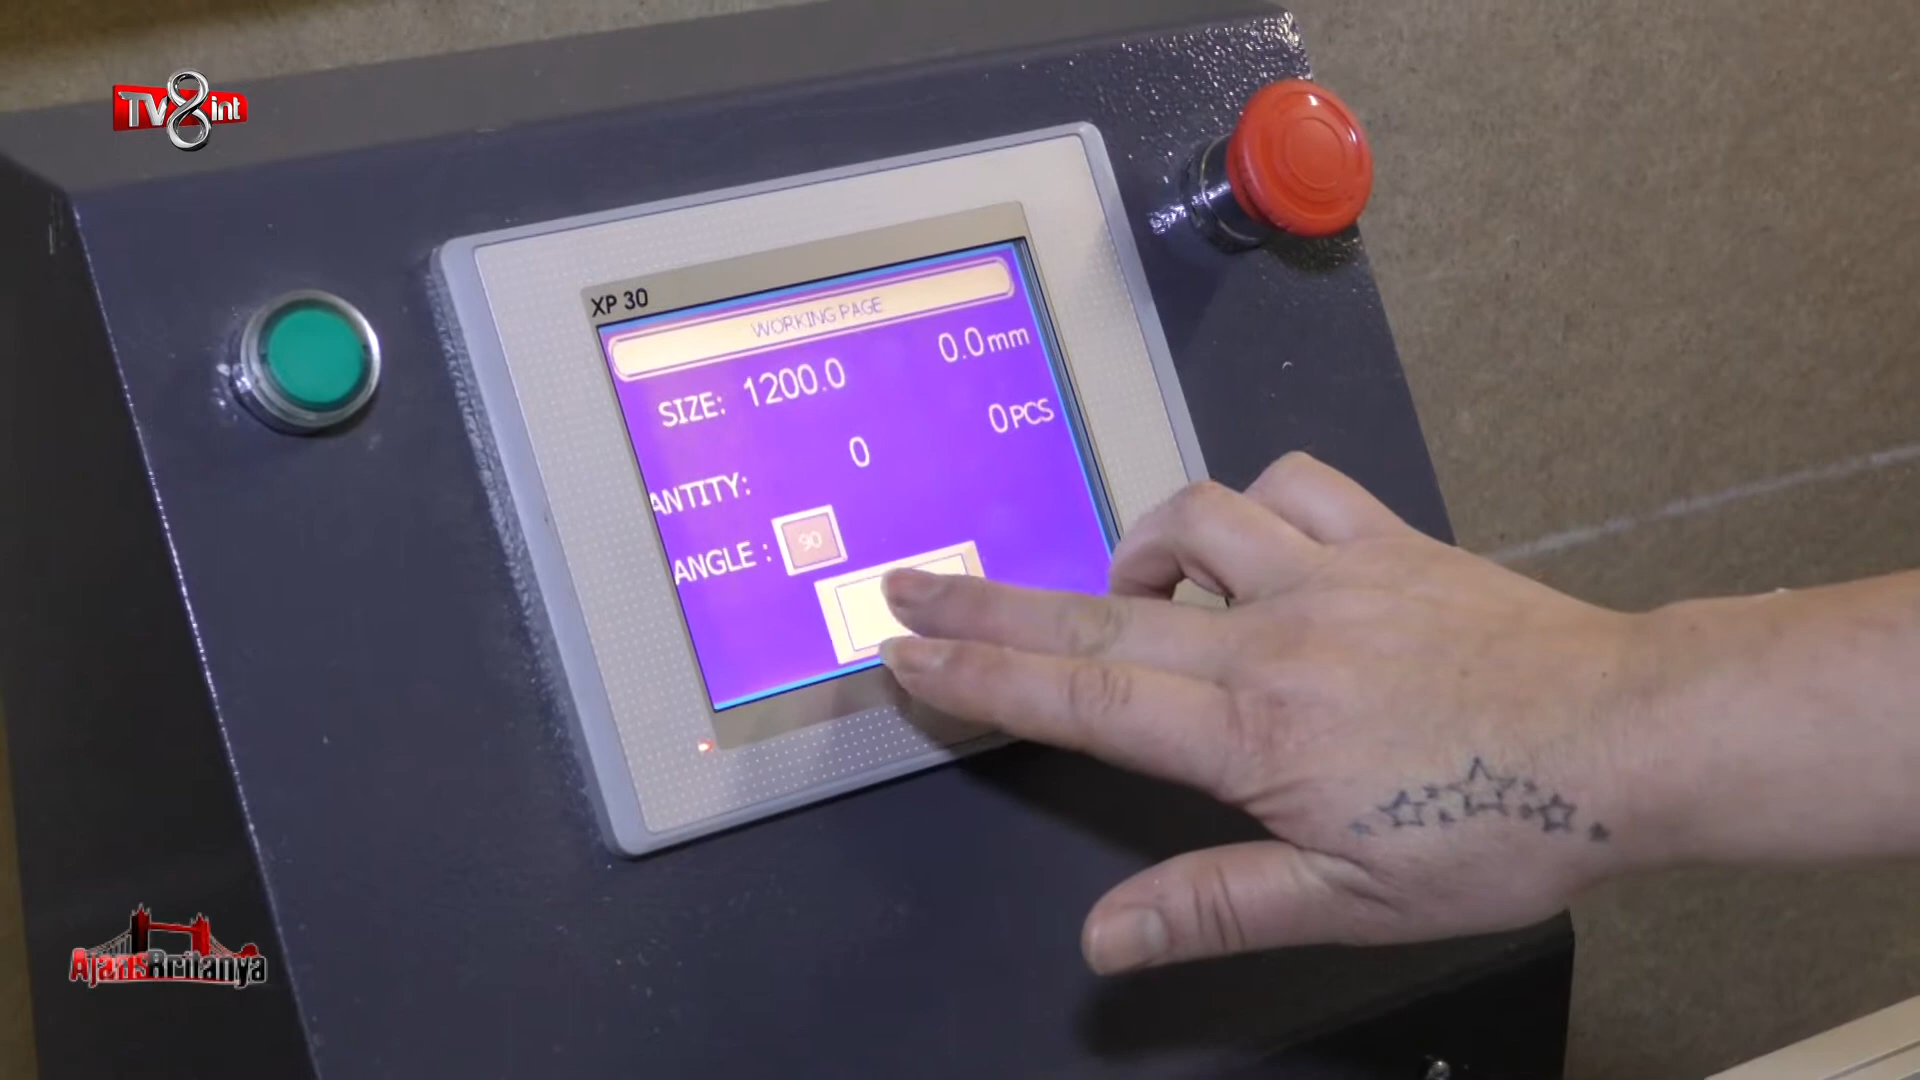 TV8int
XP 30
WORKING PAGE
SIZE: 1200.0 0.0mm
ANTITY: 0 0PCS
ANGLE : 90
AjansBritanya